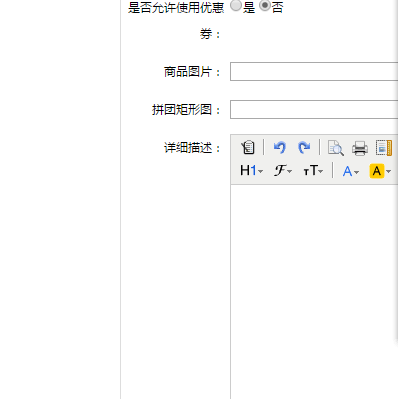 是否允许使用优惠 是 否
券：
商品图片：
拼团矩形图：
详细描述：
H1 ℱ тT A A